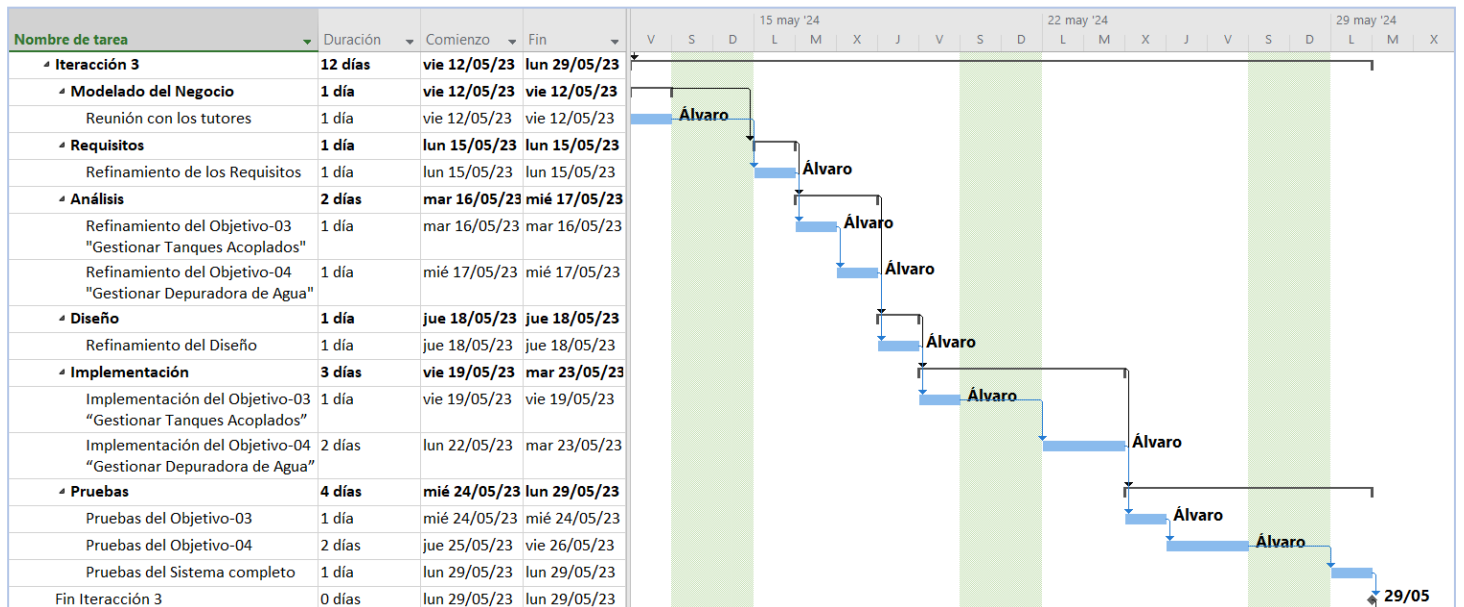 15 may '24 22 may '24 29 may '24
Nombre de tarea Duración Comienzo Fin V S D L M X J V S D L M X J V S D L M X
Iteracción 3 12 días vie 12/05/23 lun 29/05/23
Modelado del Negocio 1 día vie 12/05/23 vie 12/05/23
Reunión con los tutores 1 día vie 12/05/23 vie 12/05/23 Álvaro
Requisitos 1 día lun 15/05/23 lun 15/05/23
Refinamiento de los Requisitos 1 día lun 15/05/23 lun 15/05/23 Álvaro
Análisis 2 días mar 16/05/23 mié 17/05/23
Refinamiento del Objetivo-03 1 día mar 16/05/23 mar 16/05/23 Álvaro
"Gestionar Tanques Acoplados"
Refinamiento del Objetivo-04 1 día mié 17/05/23 mié 17/05/23 Álvaro
"Gestionar Depuradora de Agua"
Diseño 1 día jue 18/05/23 jue 18/05/23
Refinamiento del Diseño 1 día jue 18/05/23 jue 18/05/23 Álvaro
Implementación 3 días vie 19/05/23 mar 23/05/23
Implementación del Objetivo-03 1 día vie 19/05/23 vie 19/05/23 Álvaro
“Gestionar Tanques Acoplados”
Implementación del Objetivo-04 2 días lun 22/05/23 mar 23/05/23 Álvaro
“Gestionar Depuradora de Agua”
Pruebas 4 días mié 24/05/23 lun 29/05/23
Pruebas del Objetivo-03 1 día mié 24/05/23 mié 24/05/23 Álvaro
Pruebas del Objetivo-04 2 días jue 25/05/23 vie 26/05/23 Álvaro
Pruebas del Sistema completo 1 día lun 29/05/23 lun 29/05/23
Fin Iteracción 3 0 días lun 29/05/23 lun 29/05/23 29/05